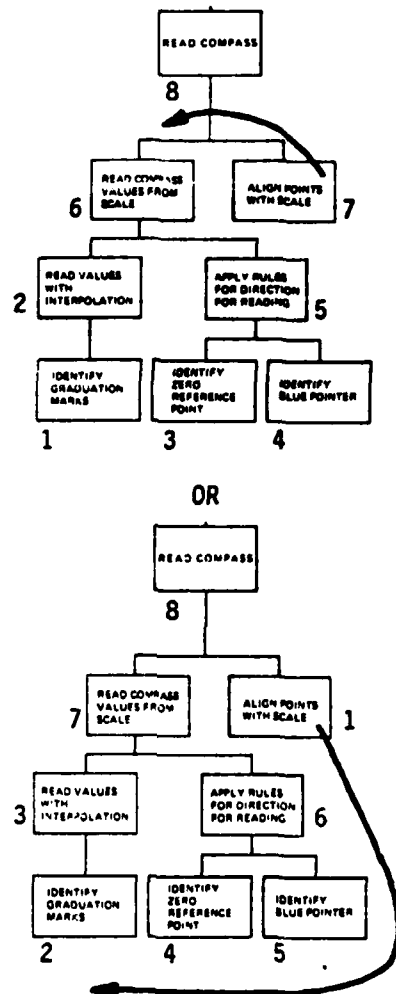 READ COMPASS
8
READ COMPASS
VALUES FROM
SCALE
6
ALIGN POINTS
WITH SCALE
7
READ VALUES
WITH
INTERPOLATION
2
APPLY RULES
FOR DIRECTION
FOR READING
5
IDENTIFY
GRADUATION
MARKS
1
IDENTIFY
ZERO
REFERENCE
POINT
3
IDENTIFY
BLUE POINTER
4
OR
READ COMPASS
8
READ COMPASS
VALUES FROM
SCALE
7
ALIGN POINTS
WITH SCALE
1
READ VALUES
WITH
INTERPOLATION
3
APPLY RULES
FOR DIRECTION
FOR READING
6
IDENTIFY
GRADUATION
MARKS
2
IDENTIFY
ZERO
REFERENCE
POINT
4
IDENTIFY
BLUE POINTER
5